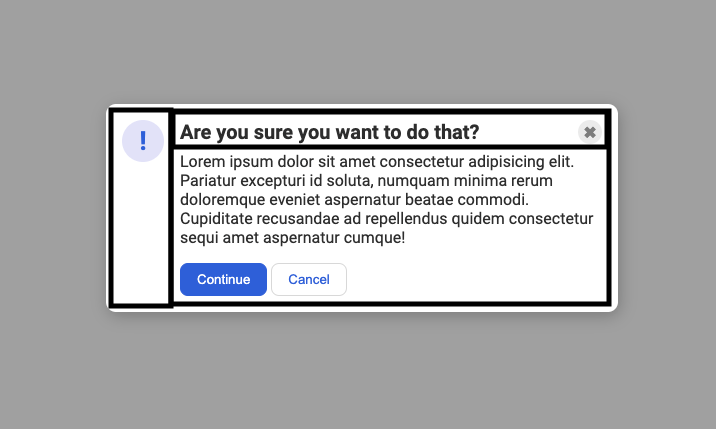 !
Are you sure you want to do that? ✖
Lorem ipsum dolor sit amet consectetur adipisicing elit.
Pariatur excepturi id soluta, numquam minima rerum
doloremque eveniet aspernatur beatae commodi.
Cupiditate recusandae ad repellendus quidem consectetur
sequi amet aspernatur cumque!
Continue Cancel